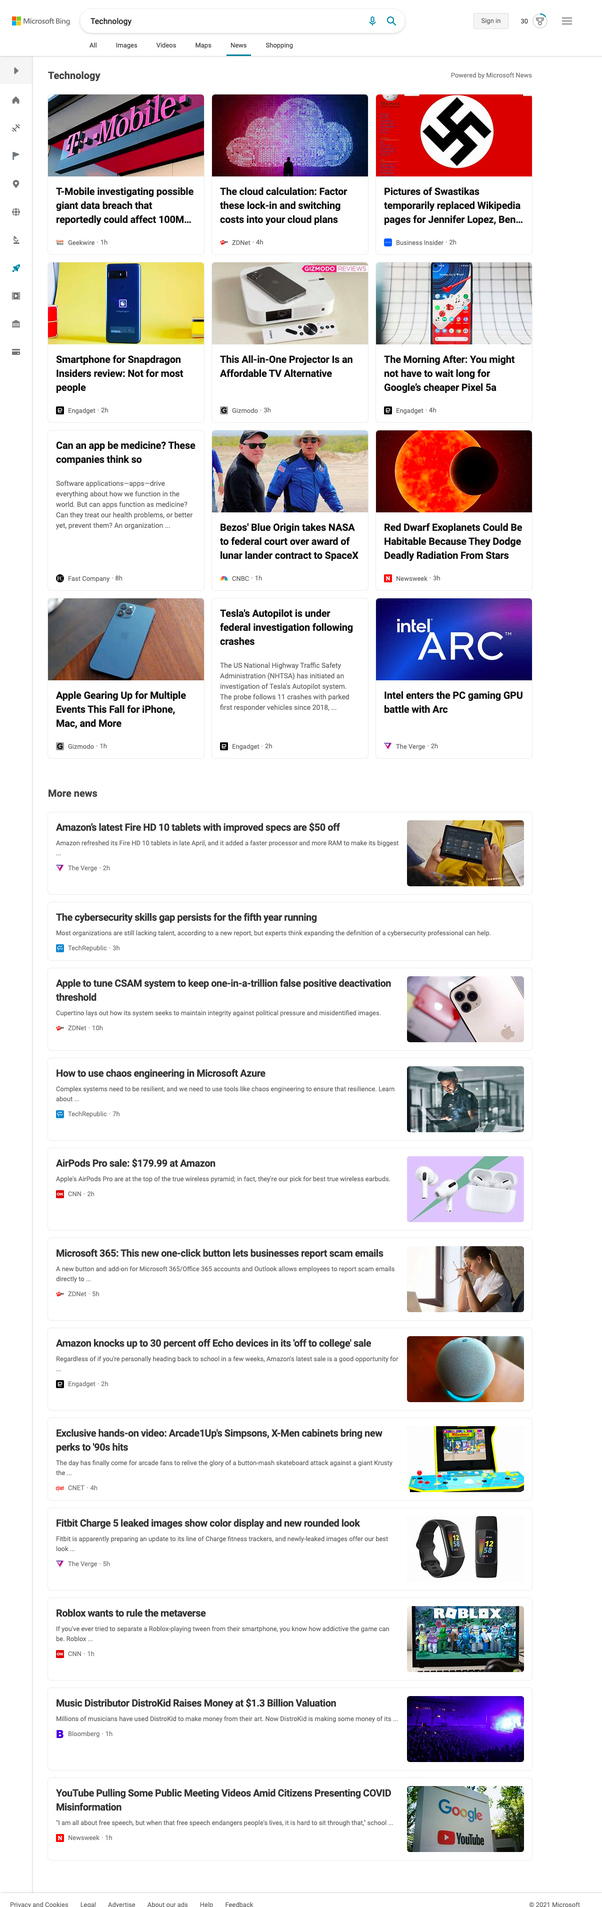 Microsoft Bing
Technology
Sign in
30
All
Images
Videos
Maps
News
Shopping
Technology
Powered by Microsoft News
T-Mobile
T-Mobile investigating possible
giant data breach that
reportedly could affect 100M...
Geekwire · 1h
The cloud calculation: Factor
these lock-in and switching
costs into your cloud plans
ZDNet · 4h
Pictures of Swastikas
temporarily replaced Wikipedia
pages for Jennifer Lopez, Ben...
Business Insider · 2h
Smartphone for Snapdragon
Insiders review: Not for most
people
Engadget · 2h
GIZMODO REVIEWS
This All-in-One Projector Is an
Affordable TV Alternative
Gizmodo · 3h
The Morning After: You might
not have to wait long for
Google's cheaper Pixel 5a
Engadget · 4h
Can an app be medicine? These
companies think so
Software applications—apps—drive
everything about how we function in the
world. But can apps function as medicine?
Can they treat our health problems, or better
yet, prevent them? An organization ...
Fast Company · 8h
Bezos' Blue Origin takes NASA
to federal court over award of
lunar lander contract to SpaceX
CNBC · 1h
Red Dwarf Exoplanets Could Be
Habitable Because They Dodge
Deadly Radiation From Stars
Newsweek · 3h
Apple Gearing Up for Multiple
Events This Fall for iPhone,
Mac, and More
Gizmodo · 1h
Tesla's Autopilot is under
federal investigation following
crashes
The US National Highway Traffic Safety
Administration (NHTSA) has initiated an
investigation of Tesla's Autopilot system.
The probe follows 11 crashes with parked
first responder vehicles since 2018, ...
Engadget · 2h
intel
ARC™
Intel enters the PC gaming GPU
battle with Arc
The Verge · 2h
More news
Amazon's latest Fire HD 10 tablets with improved specs are $50 off
Amazon refreshed its Fire HD 10 tablets in late April, and it added a faster processor and more RAM to make its biggest
...
The Verge · 2h
The cybersecurity skills gap persists for the fifth year running
Most organizations are still lacking talent, according to a new report, but experts think expanding the definition of a cybersecurity professional can help.
TechRepublic · 3h
Apple to tune CSAM system to keep one-in-a-trillion false positive deactivation
threshold
Cupertino lays out how its system seeks to maintain integrity against political pressure and misidentified images.
ZDNet · 10h
How to use chaos engineering in Microsoft Azure
Complex systems need to be resilient, and we need to use tools like chaos engineering to ensure that resilience. Learn
about ...
TechRepublic · 7h
AirPods Pro sale: $179.99 at Amazon
Apple's AirPods Pro are at the top of the true wireless pyramid; in fact, they're our pick for best true wireless earbuds.
CNN · 2h
Microsoft 365: This new one-click button lets businesses report scam emails
A new button and add-on for Microsoft 365/Office 365 accounts and Outlook allows employees to report scam emails
directly to ...
ZDNet · 5h
Amazon knocks up to 30 percent off Echo devices in its 'off to college' sale
Regardless of if you're personally heading back to school in a few weeks, Amazon's latest sale is a good opportunity for
...
Engadget · 2h
Exclusive hands-on video: Arcade1Up's Simpsons, X-Men cabinets bring new
perks to '90s hits
The day has finally come for arcade fans to relive the glory of a button-mash skateboard attack against a giant Krusty
the ...
CNET · 4h
Fitbit Charge 5 leaked images show color display and new rounded look
Fitbit is apparently preparing an update to its line of Charge fitness trackers, and newly-leaked images offer our best
look ...
The Verge · 5h
Roblox wants to rule the metaverse
If you've ever tried to separate a Roblox-playing tween from their smartphone, you know how addictive the game can
be. Roblox ...
CNN · 1h
ROBLOX
Music Distributor DistroKid Raises Money at $1.3 Billion Valuation
Millions of musicians have used DistroKid to make money from their art. Now DistroKid is making some money of its ...
Bloomberg · 1h
YouTube Pulling Some Public Meeting Videos Amid Citizens Presenting COVID
Misinformation
"I am all about free speech, but when that free speech endangers people's lives, it is hard to sit through that," school ...
Newsweek · 1h
Google
YouTube
Privacy and Cookies
Legal
Advertise
About our ads
Help
Feedback
© 2021 Microsoft